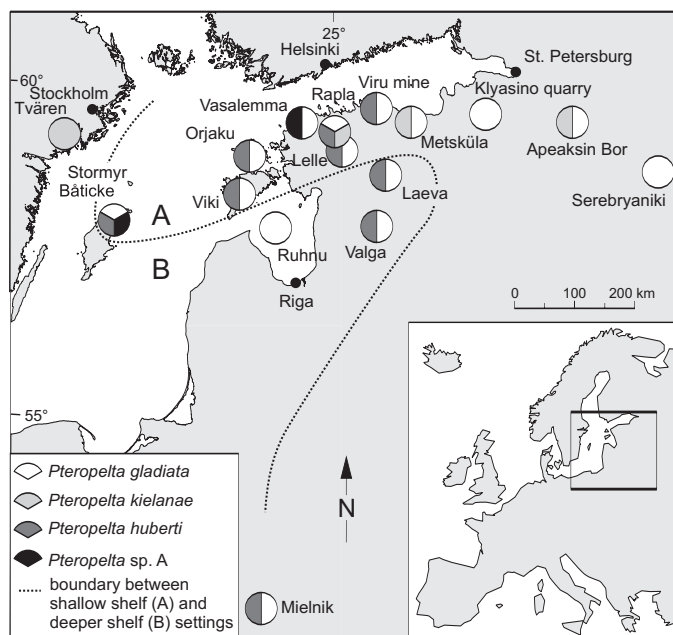 25°
Helsinki
St. Petersburg
60°
Stockholm
Viru mine
Klyasino quarry
Tvären
Vasalemma
Rapla
Orjaku
Metsküla
Apeaksin Bor
Lelle
Stormyr
Båticke
Viki
Laeva
Serebryaniki
A
B
Ruhnu
Valga
Riga
0 100 200 km
55°
Pteropelta gladiata
Pteropelta kielanae
Pteropelta huberti
Pteropelta sp. A
boundary between
shallow shelf (A) and
deeper shelf (B) settings
N
Mielnik